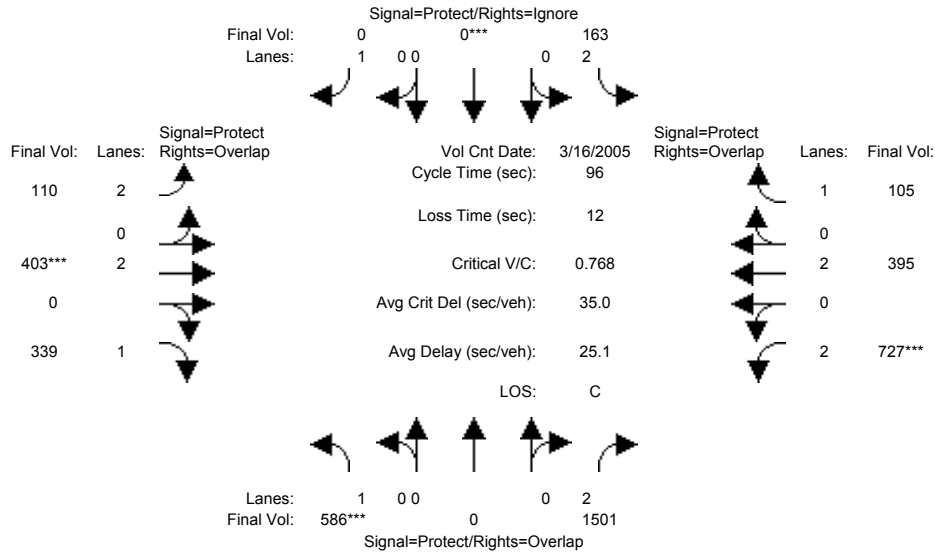 Signal=Protect/Rights=Ignore
Final Vol: 0 0*** 163
Lanes: 1 0 0 0 2
Signal=Protect
Final Vol: Lanes: Rights=Overlap
Vol Cnt Date: 3/16/2005
Signal=Protect
Rights=Overlap Lanes: Final Vol:
Cycle Time (sec): 96
110 2
1 105
Loss Time (sec): 12
0
0
403*** 2
Critical V/C: 0.768
2 395
0
Avg Crit Del (sec/veh): 35.0
0
339 1
Avg Delay (sec/veh): 25.1
2 727***
LOS: C
Lanes: 1 0 0 0 2
Final Vol: 586*** 0 1501
Signal=Protect/Rights=Overlap